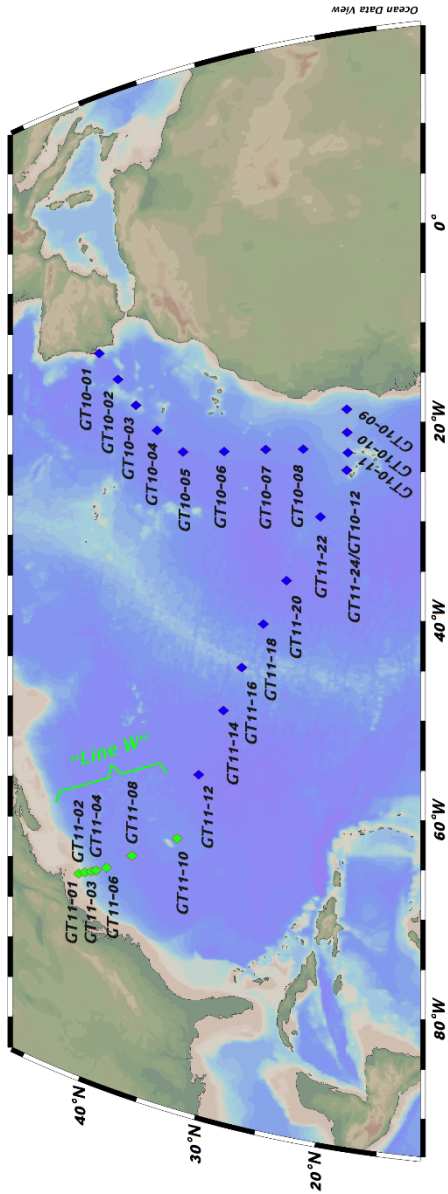 Ocean Data View
GT11-01
GT11-02
GT11-03
GT11-04
GT11-06
GT11-08
GT11-10
"Line W"
GT11-12
GT11-14
GT11-16
GT11-18
GT11-20
GT11-22
GT11-24/GT10-12
GT10-11
GT10-10
GT10-09
GT10-08
GT10-07
GT10-06
GT10-05
GT10-04
GT10-03
GT10-02
GT10-01
40°N
30°N
20°N
80°W
60°W
40°W
20°W
0°